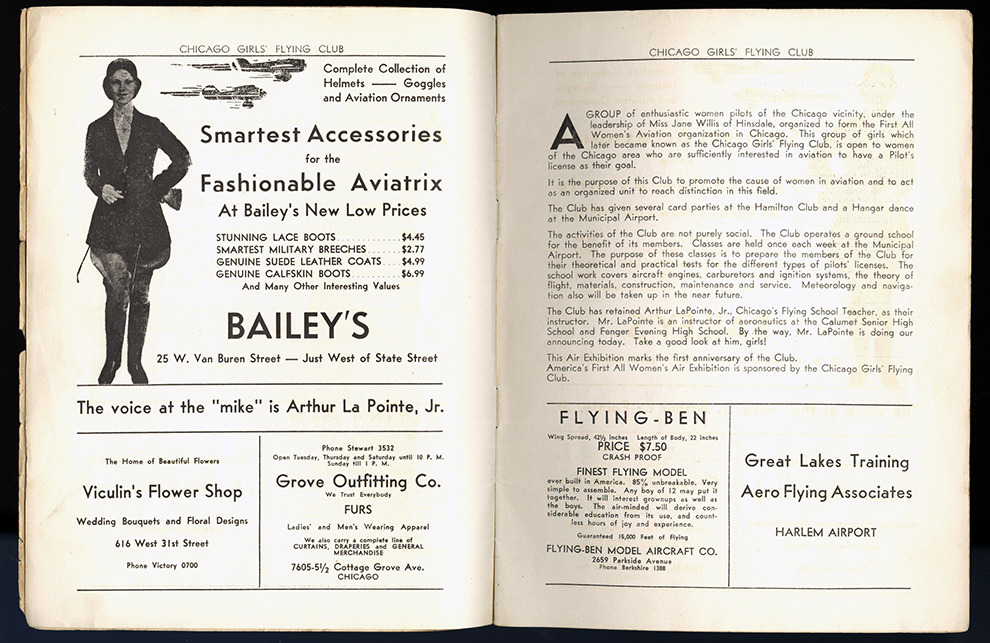 CHICAGO GIRLS' FLYING CLUB
Complete Collection of
Helmets — Goggles
and Aviation Ornaments
Smartest Accessories
for the
Fashionable Aviatrix
At Bailey's New Low Prices
STUNNING LACE BOOTS............$4.45
SMARTEST MILITARY BREECHES....$2.77
GENUINE SUEDE LEATHER COATS....$4.99
GENUINE CALFSKIN BOOTS.........$6.99
And Many Other Interesting Values
BAILEY'S
25 W. Van Buren Street — Just West of State Street
The voice at the "mike" is Arthur La Pointe, Jr.
The Home of Beautiful Flowers
Viculin's Flower Shop
Wedding Bouquets and Floral Designs
616 West 31st Street
Phone Victory 0700
Phone Stewart 3532
Open Tuesday, Thursday and Saturday until 10 P. M.
Sunday till 1 P. M.
Grove Outfitting Co.
We Trust Everybody
FURS
Ladies' and Men's Wearing Apparel
We also carry a complete line of
CURTAINS, DRAPERIES and GENERAL
MERCHANDISE
7605-5½ Cottage Grove Ave.
CHICAGO
CHICAGO GIRLS' FLYING CLUB
A GROUP of enthusiastic women pilots of the Chicago vicinity, under the
leadership of Miss Jane Willis of Hinsdale, organized to form the First All
Women's Aviation organization in Chicago. This group of girls which
later became known as the Chicago Girls' Flying Club, is open to women
of the Chicago area who are sufficiently interested in aviation to have a Pilot's
license as their goal.
It is the purpose of this Club to promote the cause of women in aviation and to act
as an organized unit to reach distinction in this field.
The Club has given several card parties at the Hamilton Club and a Hangar dance
at the Municipal Airport.
The activities of the Club are not purely social. The Club operates a ground school
for the benefit of its members. Classes are held once each week at the Municipal
Airport. The purpose of these classes is to prepare the members of the Club for
their theoretical and practical tests for the different types of pilots' licenses. The
school work covers aircraft engines, carburetors and ignition systems, the theory of
flight, materials, construction, maintenance and service. Meteorology and naviga-
tion also will be taken up in the near future.
The Club has retained Arthur LaPointe, Jr., Chicago's Flying School Teacher, as their
instructor. Mr. LaPointe is an instructor of aeronautics at the Calumet Senior High
School and Fenger Evening High School. By the way, Mr. LaPointe is doing our
announcing today. Take a good look at him, girls!
This Air Exhibition marks the first anniversary of the Club.
America's First All Women's Air Exhibition is sponsored by the Chicago Girls' Flying
Club.
FLYING-BEN
Wing Spread, 42½ inches Length of Body, 22 inches
PRICE $7.50
CRASH PROOF
FINEST FLYING MODEL
ever built in America. 85% unbreakable. Very
simple to assemble. Any boy of 12 may put it
together. It will interest grownups as well as
the boys. The air-minded will derive con-
siderable education from its use, and count-
less hours of joy and experience.
Guaranteed 15,000 Feet of Flying
FLYING-BEN MODEL AIRCRAFT CO.
2659 Parkside Avenue
Phone Berkshire 1388
Great Lakes Training
Aero Flying Associates
HARLEM AIRPORT